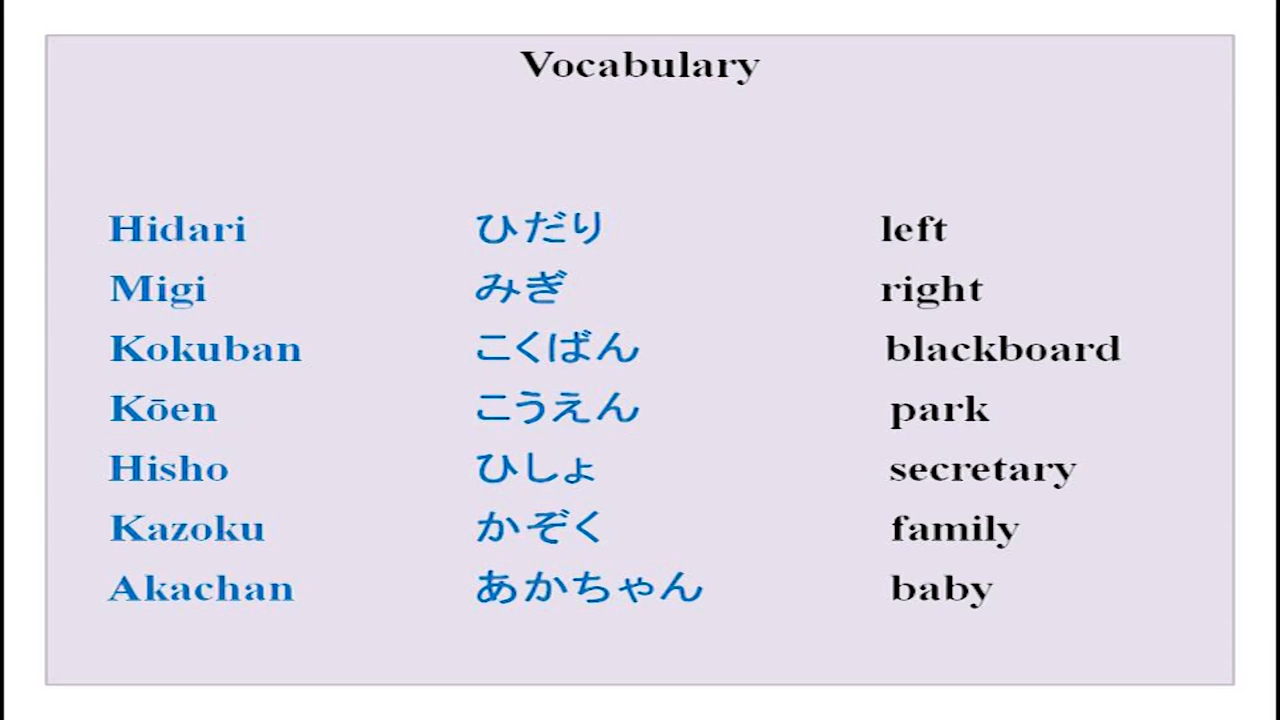 Vocabulary
Hidari ひだり left
Migi みぎ right
Kokuban こくばん blackboard
Kōen こうえん park
Hisho ひしょ secretary
Kazoku かぞく family
Akachan あかちゃん baby